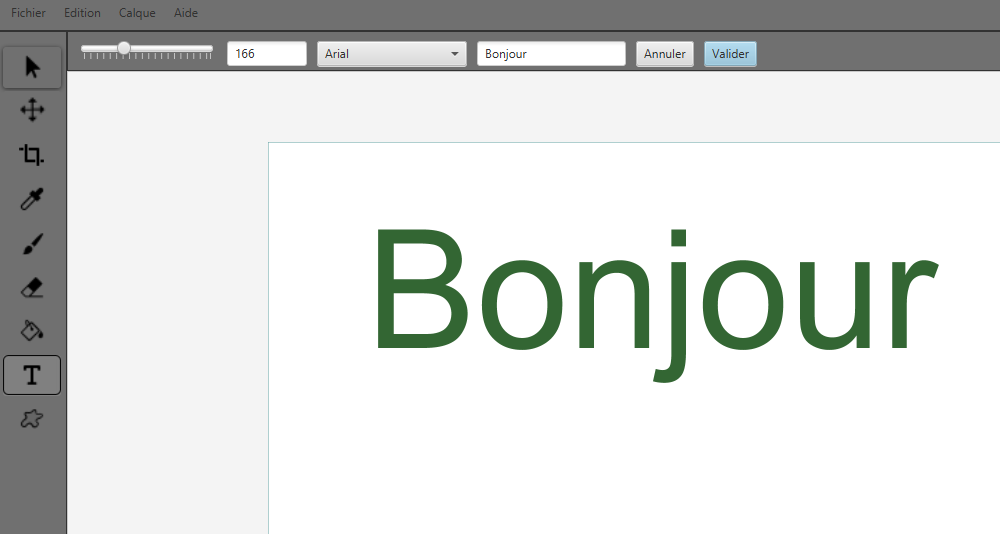 Fichier Edition Calque Aide
166 Arial Bonjour Annuler Valider
T
Bonjour